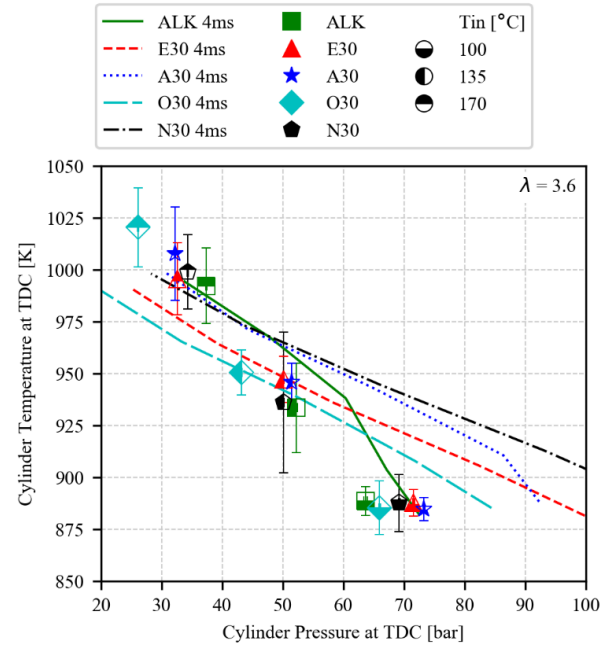 ALK 4ms ALK Tin [°C]
E30 4ms E30 100
A30 4ms A30 135
O30 4ms O30 170
N30 4ms N30
λ = 3.6
1050
1025
1000
975
950
925
900
875
850
Cylinder Temperature at TDC [K]
20 30 40 50 60 70 80 90 100
Cylinder Pressure at TDC [bar]